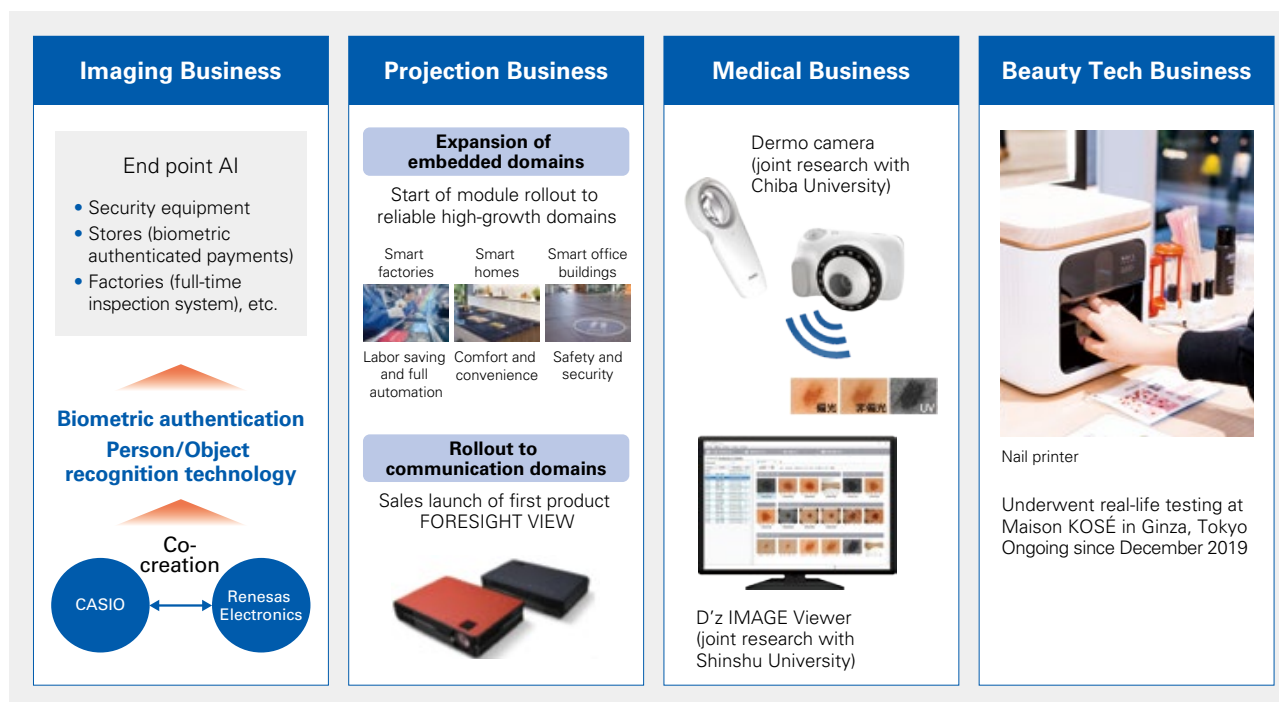 Imaging Business
End point AI
• Security equipment
• Stores (biometric
authenticated payments)
• Factories (full-time
inspection system), etc.
Biometric authentication
Person/Object
recognition technology
Co-
creation
CASIO
Renesas
Electronics
Projection Business
Expansion of
embedded domains
Start of module rollout to
reliable high-growth domains
Smart
factories
Smart
homes
Smart office
buildings
Labor saving
and full
automation
Comfort and
convenience
Safety and
security
Rollout to
communication domains
Sales launch of first product
FORESIGHT VIEW
Medical Business
Dermo camera
(joint research with
Chiba University)
偏光
非偏光
UV
D’z IMAGE Viewer
(joint research with
Shinshu University)
Beauty Tech Business
Nail printer
Underwent real-life testing at
Maison KOSÉ in Ginza, Tokyo
Ongoing since December 2019